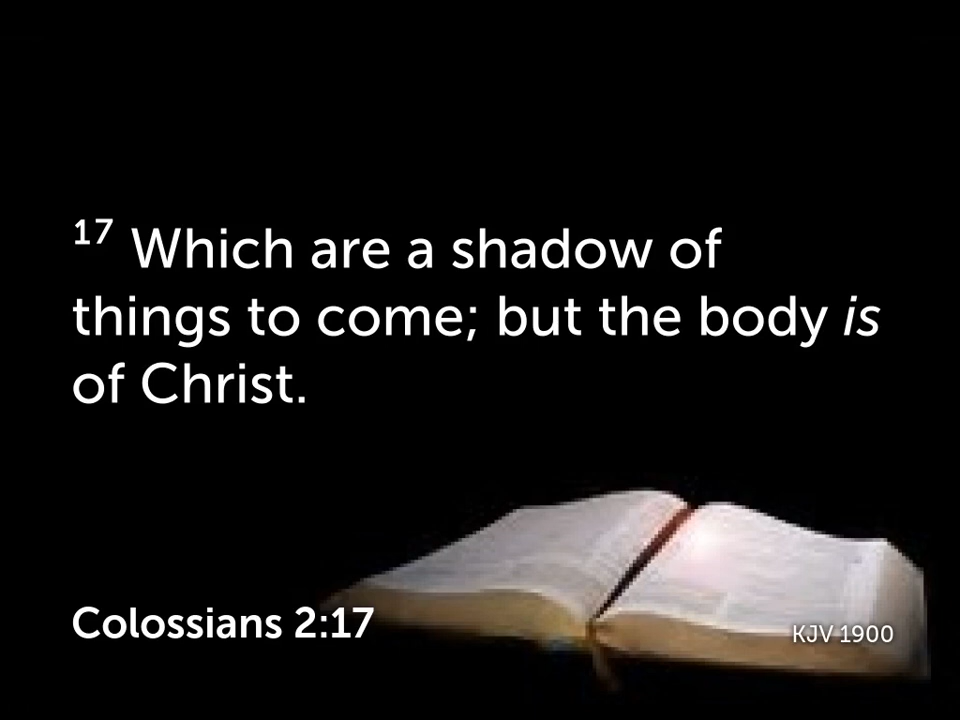 17 Which are a shadow of
things to come; but the body is
of Christ.
Colossians 2:17
KJV 1900